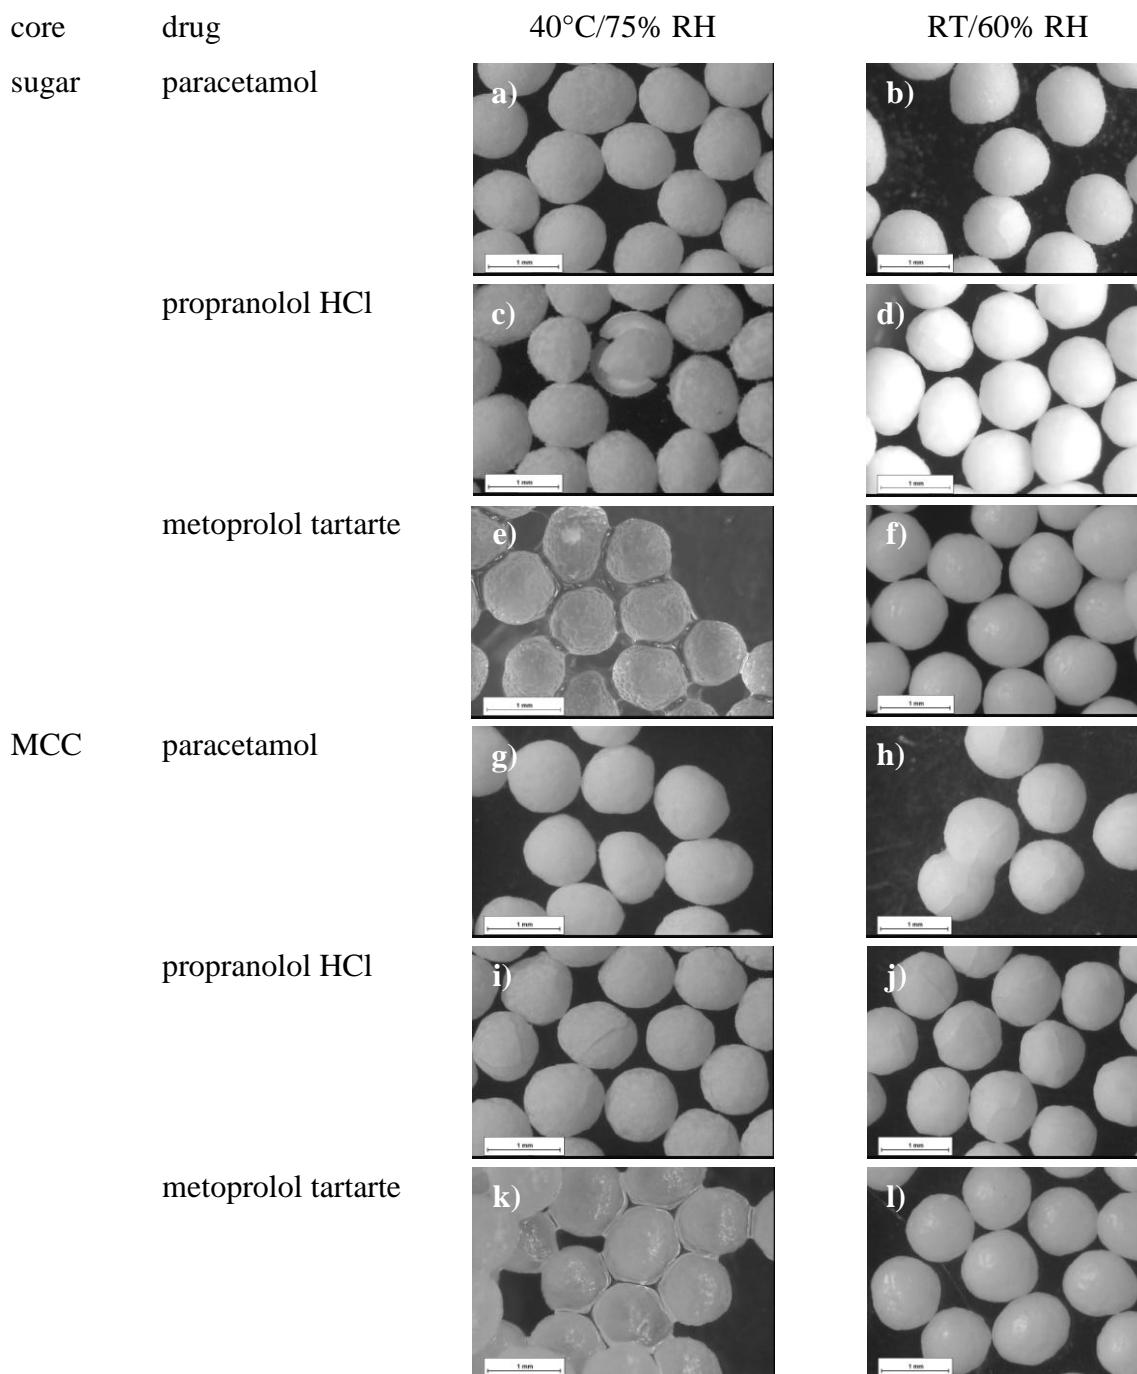 core drug 40°C/75% RH RT/60% RH
sugar paracetamol
a) b)
1 mm 1 mm
propranolol HCl
c) d)
1 mm 1 mm
metoprolol tartarte
e) f)
1 mm 1 mm
MCC paracetamol
g) h)
1 mm 1 mm
propranolol HCl
i) j)
1 mm 1 mm
metoprolol tartarte
k) l)
1 mm 1 mm